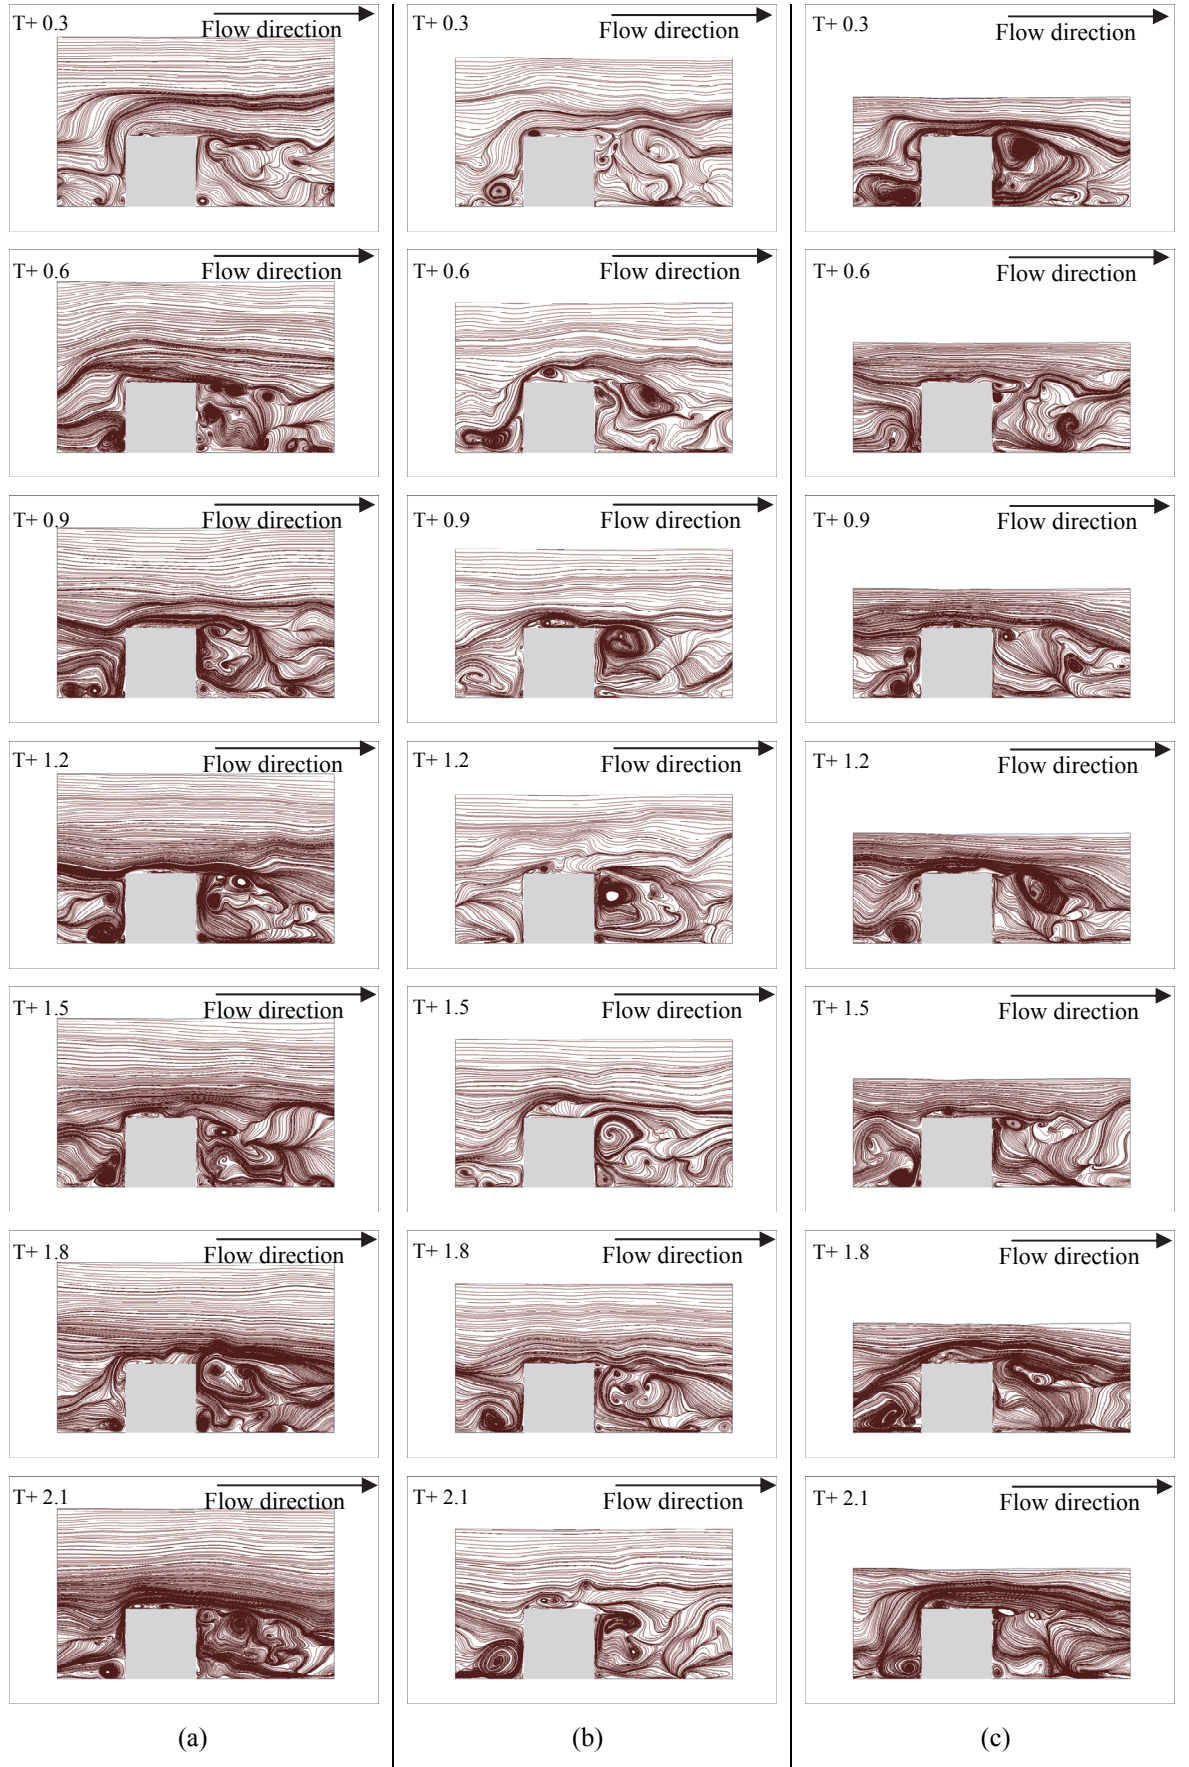 T+ 0.3 Flow direction T+ 0.3 Flow direction T+ 0.3 Flow direction
T+ 0.6 Flow direction T+ 0.6 Flow direction T+ 0.6 Flow direction
T+ 0.9 Flow direction T+ 0.9 Flow direction T+ 0.9 Flow direction
T+ 1.2 Flow direction T+ 1.2 Flow direction T+ 1.2 Flow direction
T+ 1.5 Flow direction T+ 1.5 Flow direction T+ 1.5 Flow direction
T+ 1.8 Flow direction T+ 1.8 Flow direction T+ 1.8 Flow direction
T+ 2.1 Flow direction T+ 2.1 Flow direction T+ 2.1 Flow direction
(a) (b) (c)